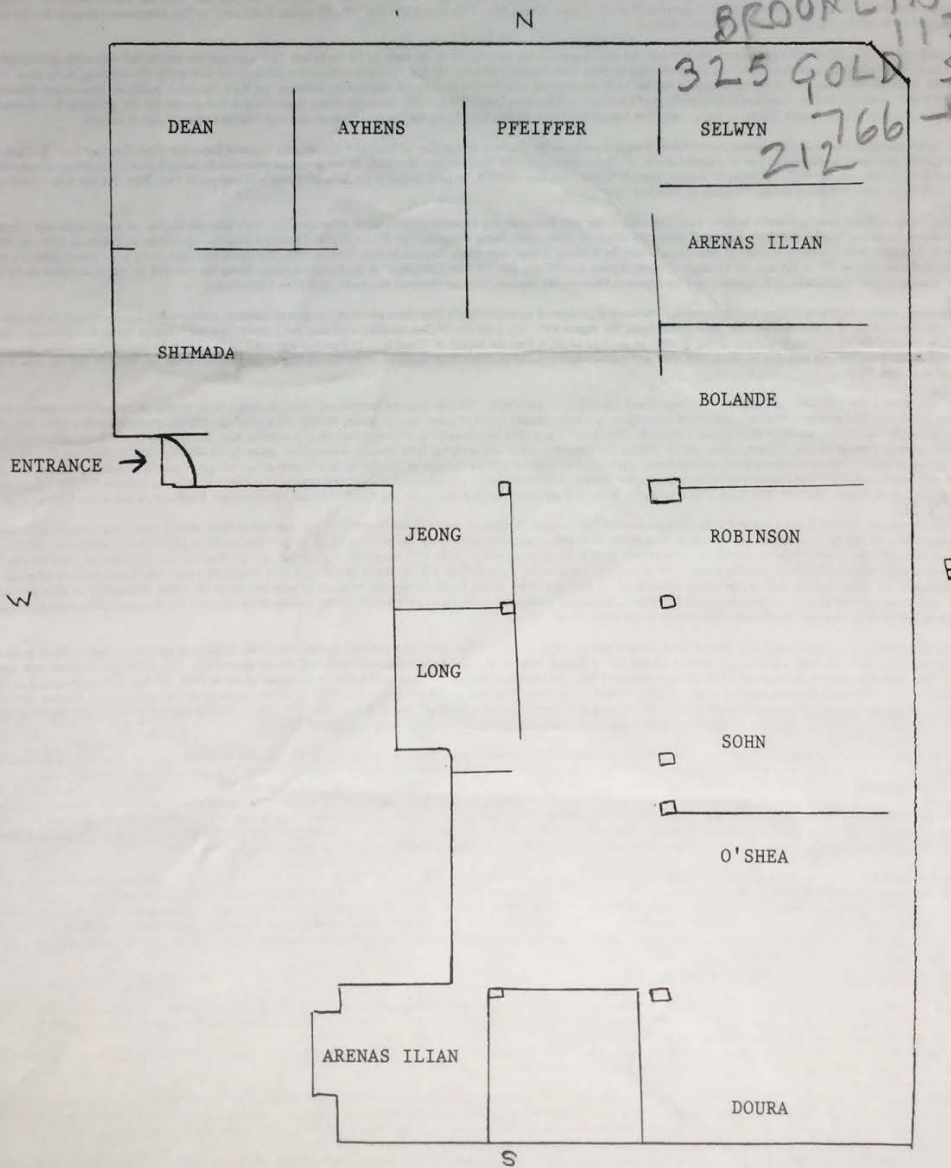 N
BROOKLYN
11
325 GOLD S
766 -
212
DEAN AYHENS PFEIFFER SELWYN
ARENAS ILIAN
SHIMADA
BOLANDE
ENTRANCE →
JEONG
ROBINSON
W
E
LONG
SOHN
O'SHEA
ARENAS ILIAN
DOURA
S